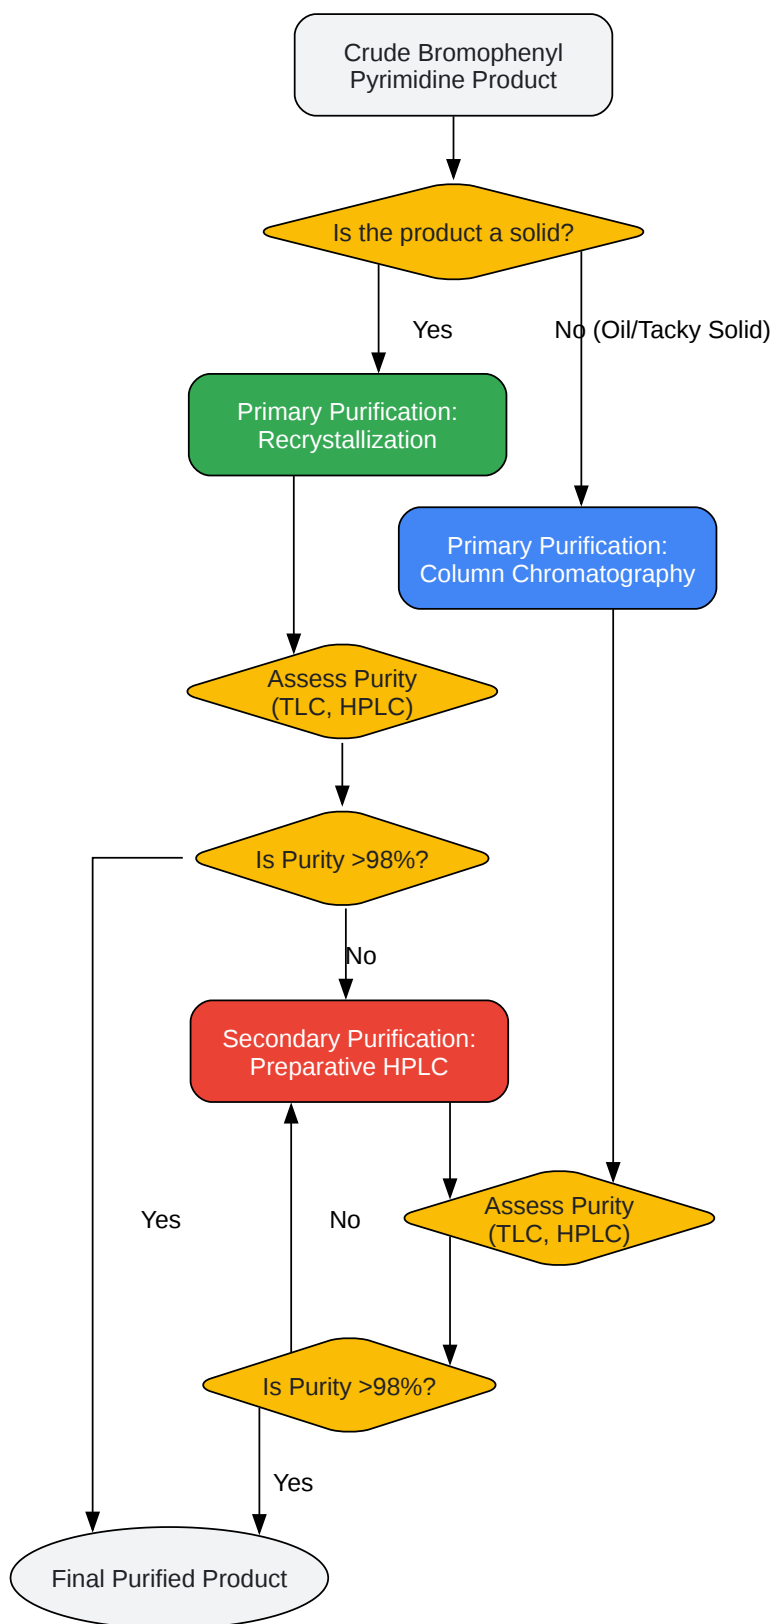 Crude Bromophenyl
Pyrimidine Product
Is the product a solid?
Yes
No (Oil/Tacky Solid)
Primary Purification:
Recrystallization
Primary Purification:
Column Chromatography
Assess Purity
(TLC, HPLC)
Is Purity >98%?
No
Secondary Purification:
Preparative HPLC
Yes
No
Assess Purity
(TLC, HPLC)
Is Purity >98%?
Yes
Final Purified Product